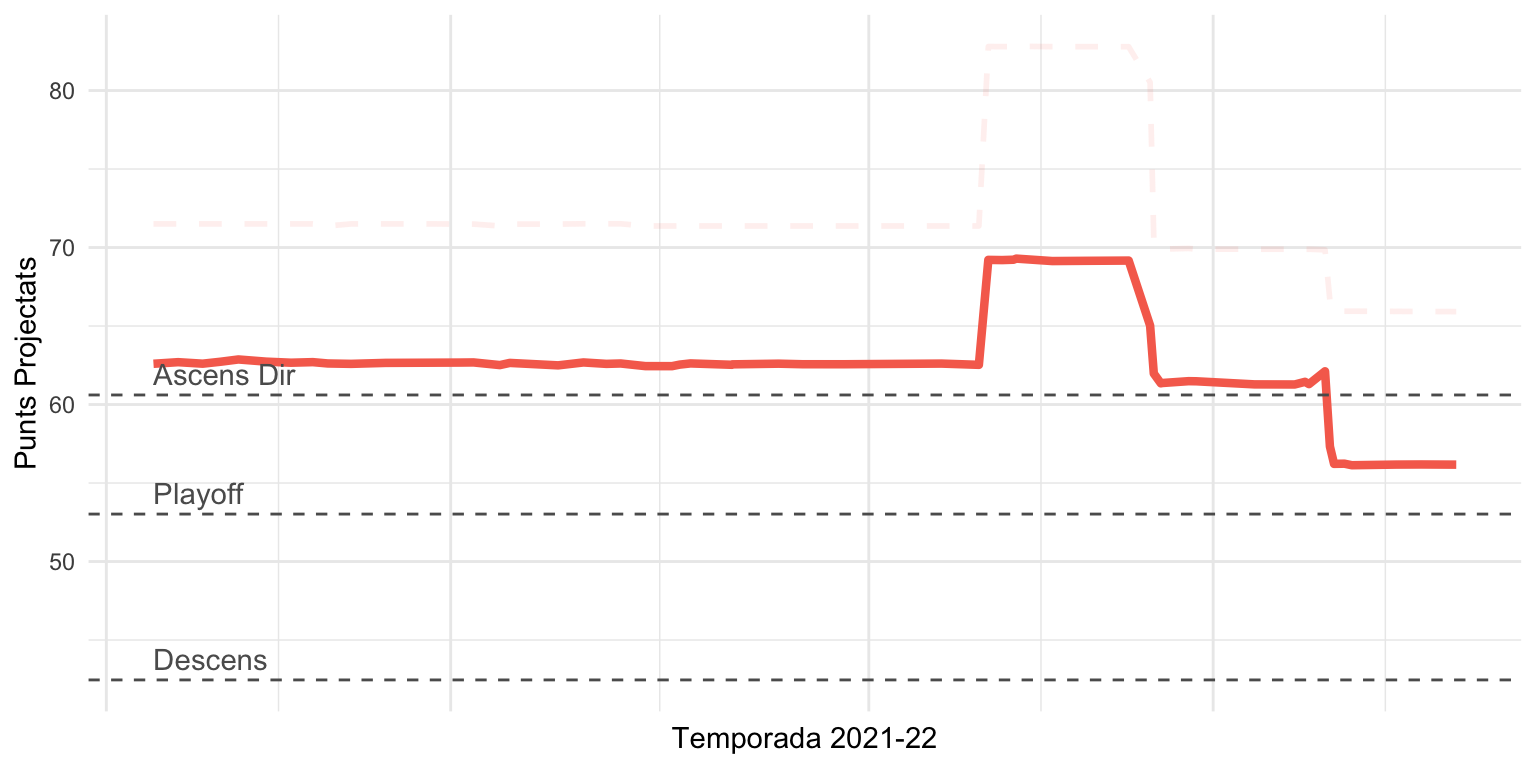 80
70
60
50
Punts Projectats
Ascens Dir
Playoff
Descens
Temporada 2021-22